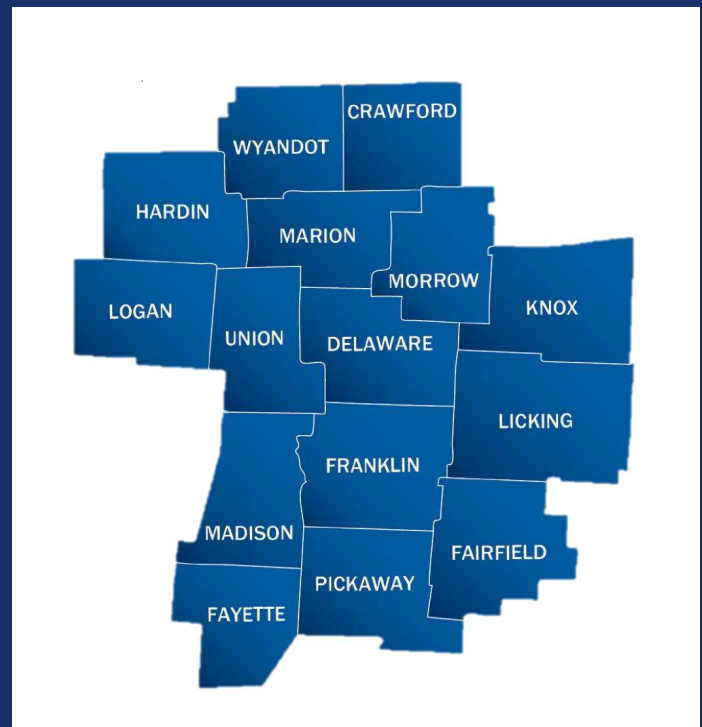 CRAWFORD
WYANDOT
HARDIN
MARION
MORROW
KNOX
LOGAN
UNION
DELAWARE
LICKING
FRANKLIN
MADISON
FAIRFIELD
PICKAWAY
FAYETTE